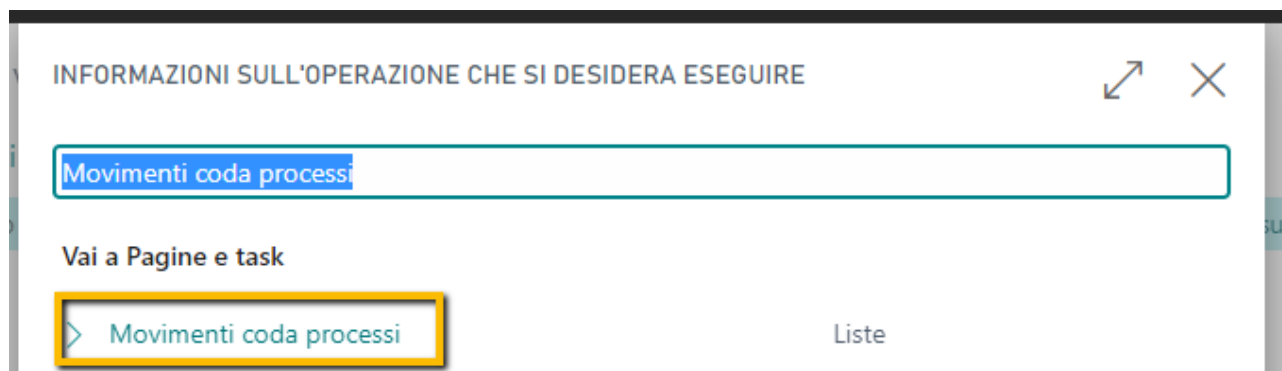 INFORMAZIONI SULL'OPERAZIONE CHE SI DESIDERA ESEGUIRE
Movimenti coda processi
Vai a Pagine e task
Movimenti coda processi Liste